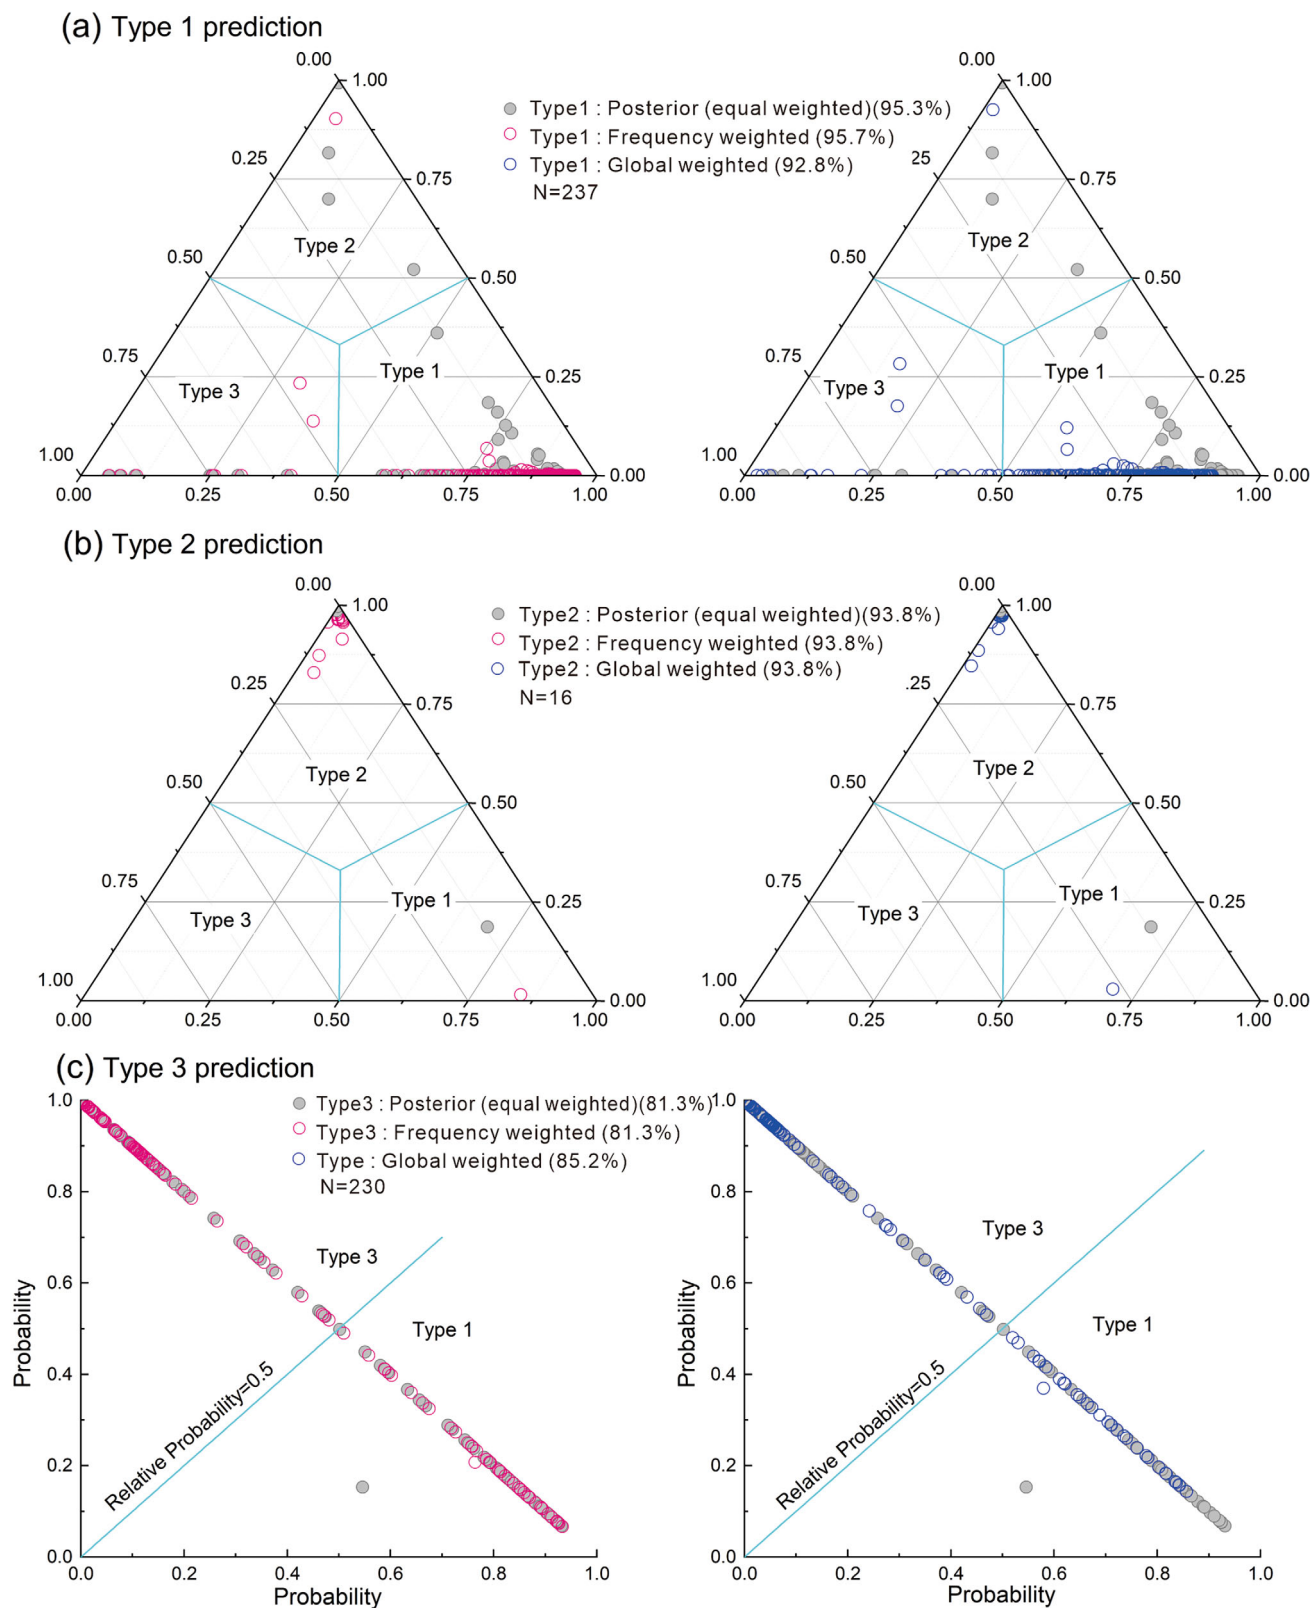 (a) Type 1 prediction
0.00
1.00
0.25
0.75
Type 2
0.50
0.50
0.75
Type 3
Type 1
0.25
1.00
0.00
0.00
0.25
0.50
0.75
1.00
Type1 : Posterior (equal weighted)(95.3%)
Type1 : Frequency weighted (95.7%)
Type1 : Global weighted (92.8%)
N=237
0.00
1.00
25
0.75
Type 2
0.50
0.50
0.75
Type 3
Type 1
0.25
1.00
0.00
0.00
0.25
0.50
0.75
1.00
(b) Type 2 prediction
0.00
1.00
0.25
0.75
Type 2
0.50
0.50
0.75
Type 3
Type 1
0.25
1.00
0.00
0.00
0.25
0.50
0.75
1.00
Type2 : Posterior (equal weighted)(93.8%)
Type2 : Frequency weighted (93.8%)
Type2 : Global weighted (93.8%)
N=16
0.00
1.00
.25
0.75
Type 2
0.50
0.50
0.75
Type 3
Type 1
0.25
1.00
0.00
0.00
0.25
0.50
0.75
1.00
(c) Type 3 prediction
1.0
0.8
0.6
0.4
0.2
0.0
Probability
Type3 : Posterior (equal weighted)(81.3%)
Type3 : Frequency weighted (81.3%)
Type : Global weighted (85.2%)
N=230
Type 3
Type 1
Relative Probability=0.5
0.0
0.2
0.4
0.6
0.8
1.0
Probability
1.0
0.8
0.6
0.4
0.2
0.0
Probability
Type 3
Type 1
Relative Probability=0.5
0.0
0.2
0.4
0.6
0.8
1.0
Probability